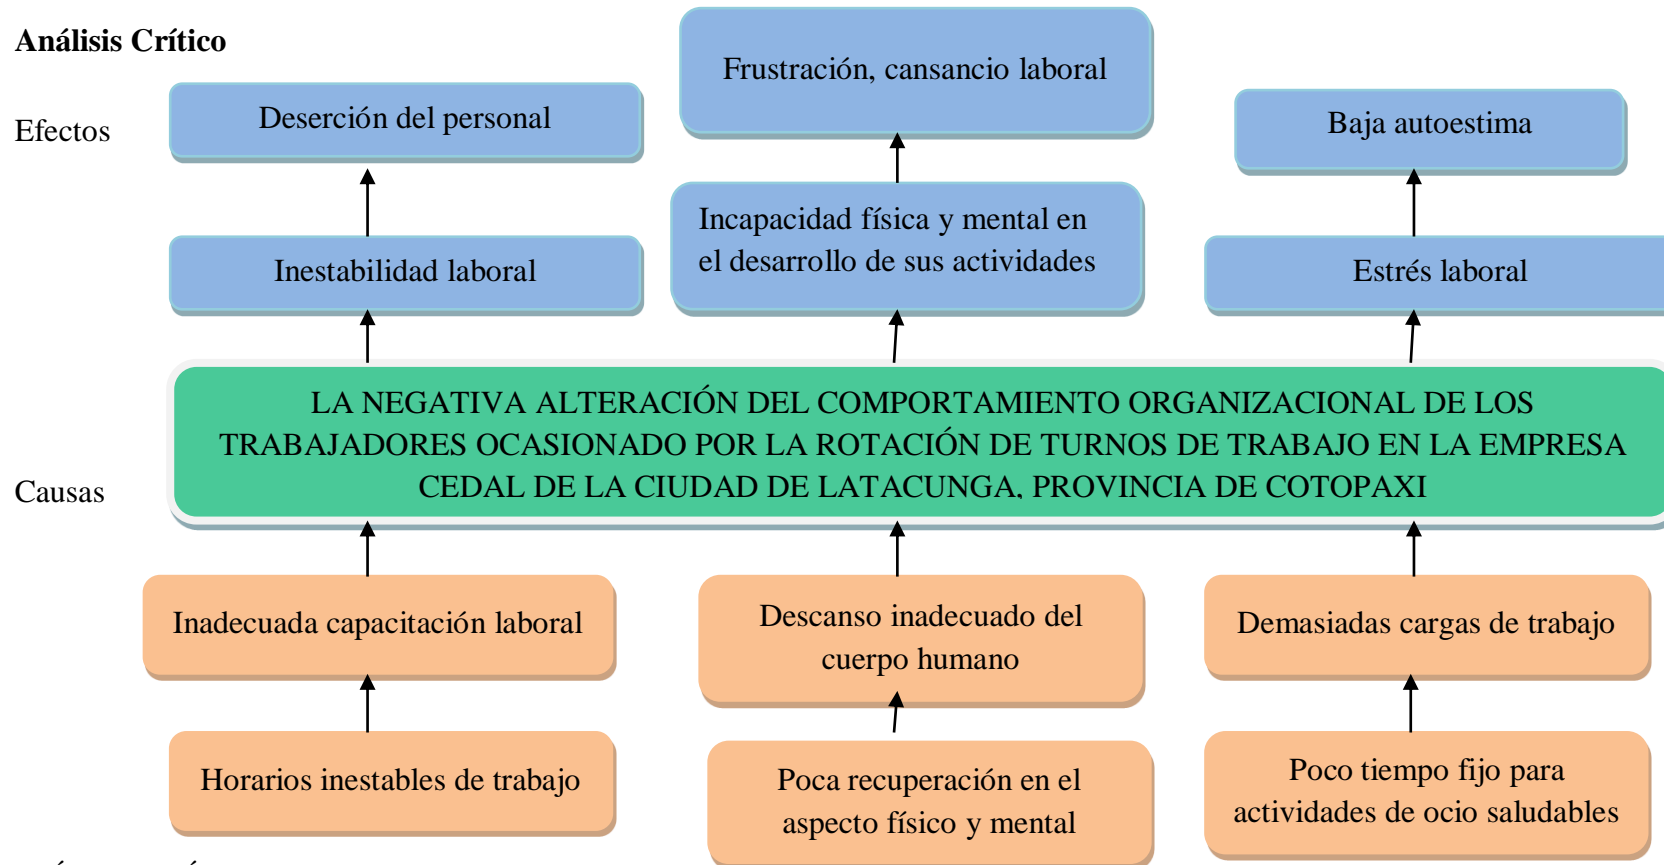 Análisis Crítico
Frustración, cansancio laboral
Efectos
Deserción del personal
Baja autoestima
Incapacidad física y mental en
el desarrollo de sus actividades
Inestabilidad laboral
Estrés laboral
LA NEGATIVA ALTERACIÓN DEL COMPORTAMIENTO ORGANIZACIONAL DE LOS
TRABAJADORES OCASIONADO POR LA ROTACIÓN DE TURNOS DE TRABAJO EN LA EMPRESA
CEDAL DE LA CIUDAD DE LATACUNGA, PROVINCIA DE COTOPAXI
Causas
Inadecuada capacitación laboral
Descanso inadecuado del
cuerpo humano
Demasiadas cargas de trabajo
Horarios inestables de trabajo
Poca recuperación en el
aspecto físico y mental
Poco tiempo fijo para
actividades de ocio saludables